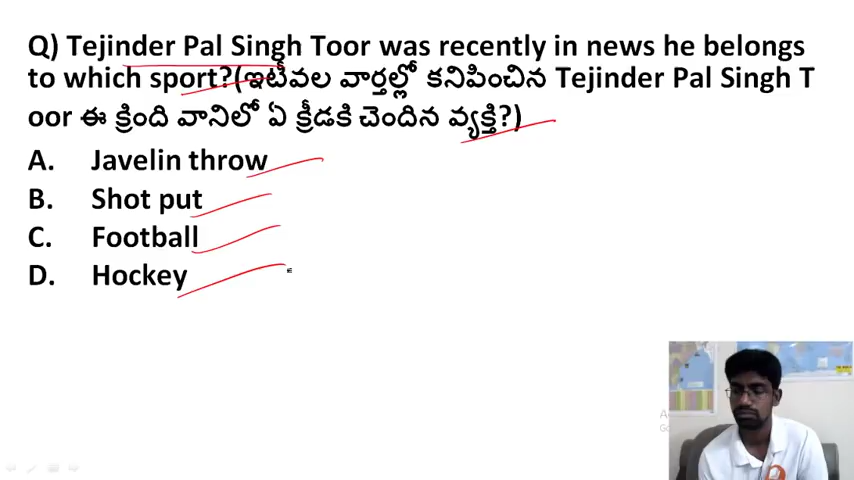 Q) Tejinder Pal Singh Toor was recently in news he belongs
to which sport?(ఇటీవల వార్తల్లో కనిపించిన Tejinder Pal Singh T
oor ఈ క్రింది వానిలో ఏ క్రీడకి చెందిన వ్యక్తి?)
A. Javelin throw
B. Shot put
C. Football
D. Hockey